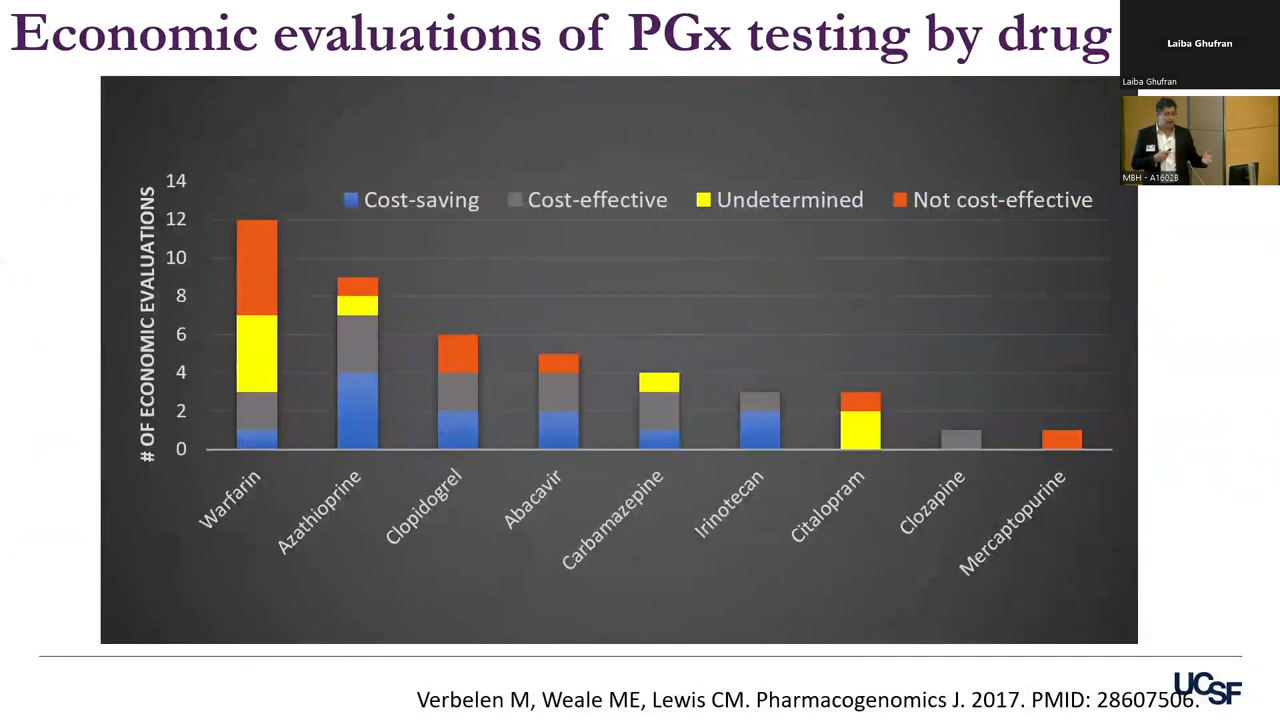 Economic evaluations of PGx testing by drug
Laiba Ghufran
Laiba Ghufran
MBH - A1602B
# OF ECONOMIC EVALUATIONS
14
12
10
8
6
4
2
0
Cost-saving
Cost-effective
Undetermined
Not cost-effective
Warfarin
Azathioprine
Clopidogrel
Abacavir
Carbamazepine
Irinotecan
Citalopram
Clozapine
Mercaptopurine
Verbelen M, Weale ME, Lewis CM. Pharmacogenomics J. 2017. PMID: 28607506.
UCSF